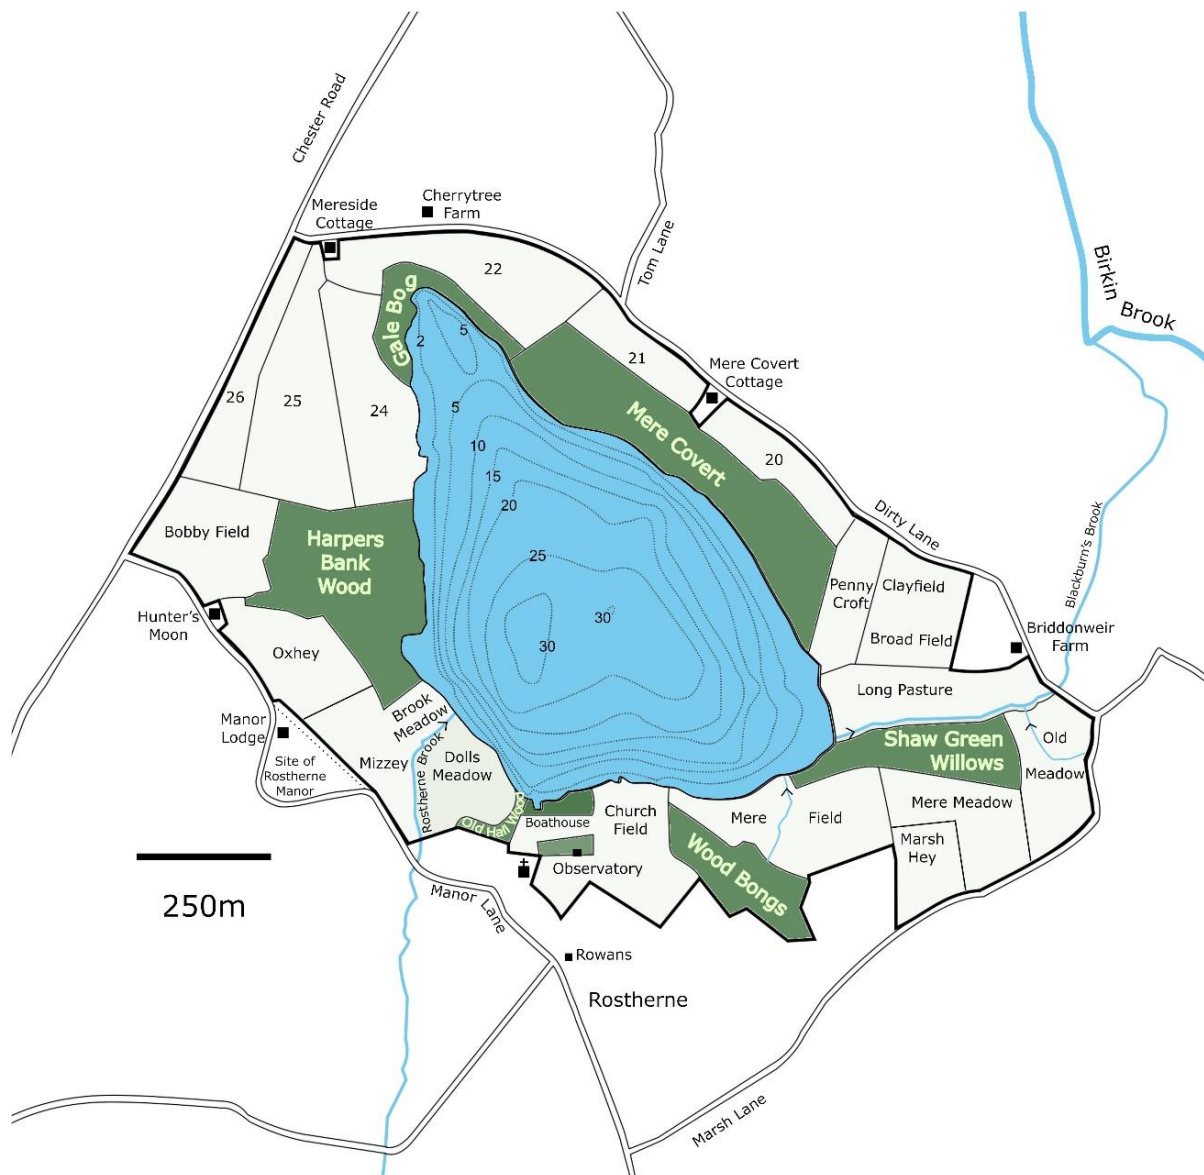 Chester Road
Mereside
Cottage
Cherrytree
Farm
22
Tom Lane
Birkin Brook
Gale Bog
2
5
21
Mere Covert
Cottage
26
25
24
5
Mere Covert
10
20
15
20
Dirty Lane
Bobby Field
Harpers
Bank
Wood
25
Blackburn's Brook
Penny
Croft
Clayfield
Hunter's
Moon
30
30
Broad Field
Briddonweir
Farm
Oxhey
Long Pasture
Brook
Meadow
Manor
Lodge
Shaw Green
Willows
Old
Meadow
Mizzey
Dolls
Meadow
Site of
Rostherne
Manor
Rostherne Brook
Old Hall Wood
Boathouse
Church
Field
Mere
Field
Mere Meadow
Marsh
Hey
Observatory
Wood Bongs
250m
Manor Lane
Rowans
Rostherne
Marsh Lane